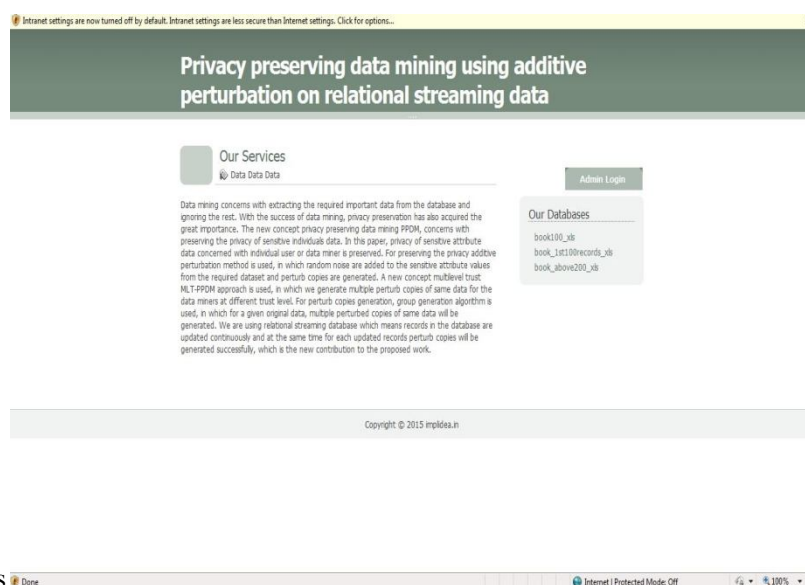 Intranet settings are now turned off by default. Intranet settings are less secure than Internet settings. Click for options...
Privacy preserving data mining using additive
perturbation on relational streaming data
Our Services
Data Data Data
Data mining concerns with extracting the required important data from the database and
ignoring the rest. With the success of data mining, privacy preservation has also acquired the
great importance. The new concept privacy preserving data mining PPDM, concerns with
preserving the privacy of sensitive individuals data. In this paper, privacy of sensitive attribute
data concerned with individual user or data miner is preserved. For preserving the privacy additive
perturbation method is used, in which random noise are added to the sensitive attribute values
from the required dataset and perturb copies are generated. A new concept multilevel trust
MLT-PPDM approach is used, in which we generate multiple perturb copies of same data for the
data miners at different trust level. For perturb copies generation, group generation algorithm is
used, in which for a given original data, multiple perturbed copies of same data will be
generated. We are using relational streaming database which means records in the database are
updated continuously and at the same time for each updated records perturb copies will be
generated successfully, which is the new contribution to the proposed work.
Admin Login
Our Databases
book100_xls
book_1st100records_xls
book_above200_xls
Copyright © 2015 implidea.in
s
Done
Internet | Protected Mode: Off
100%